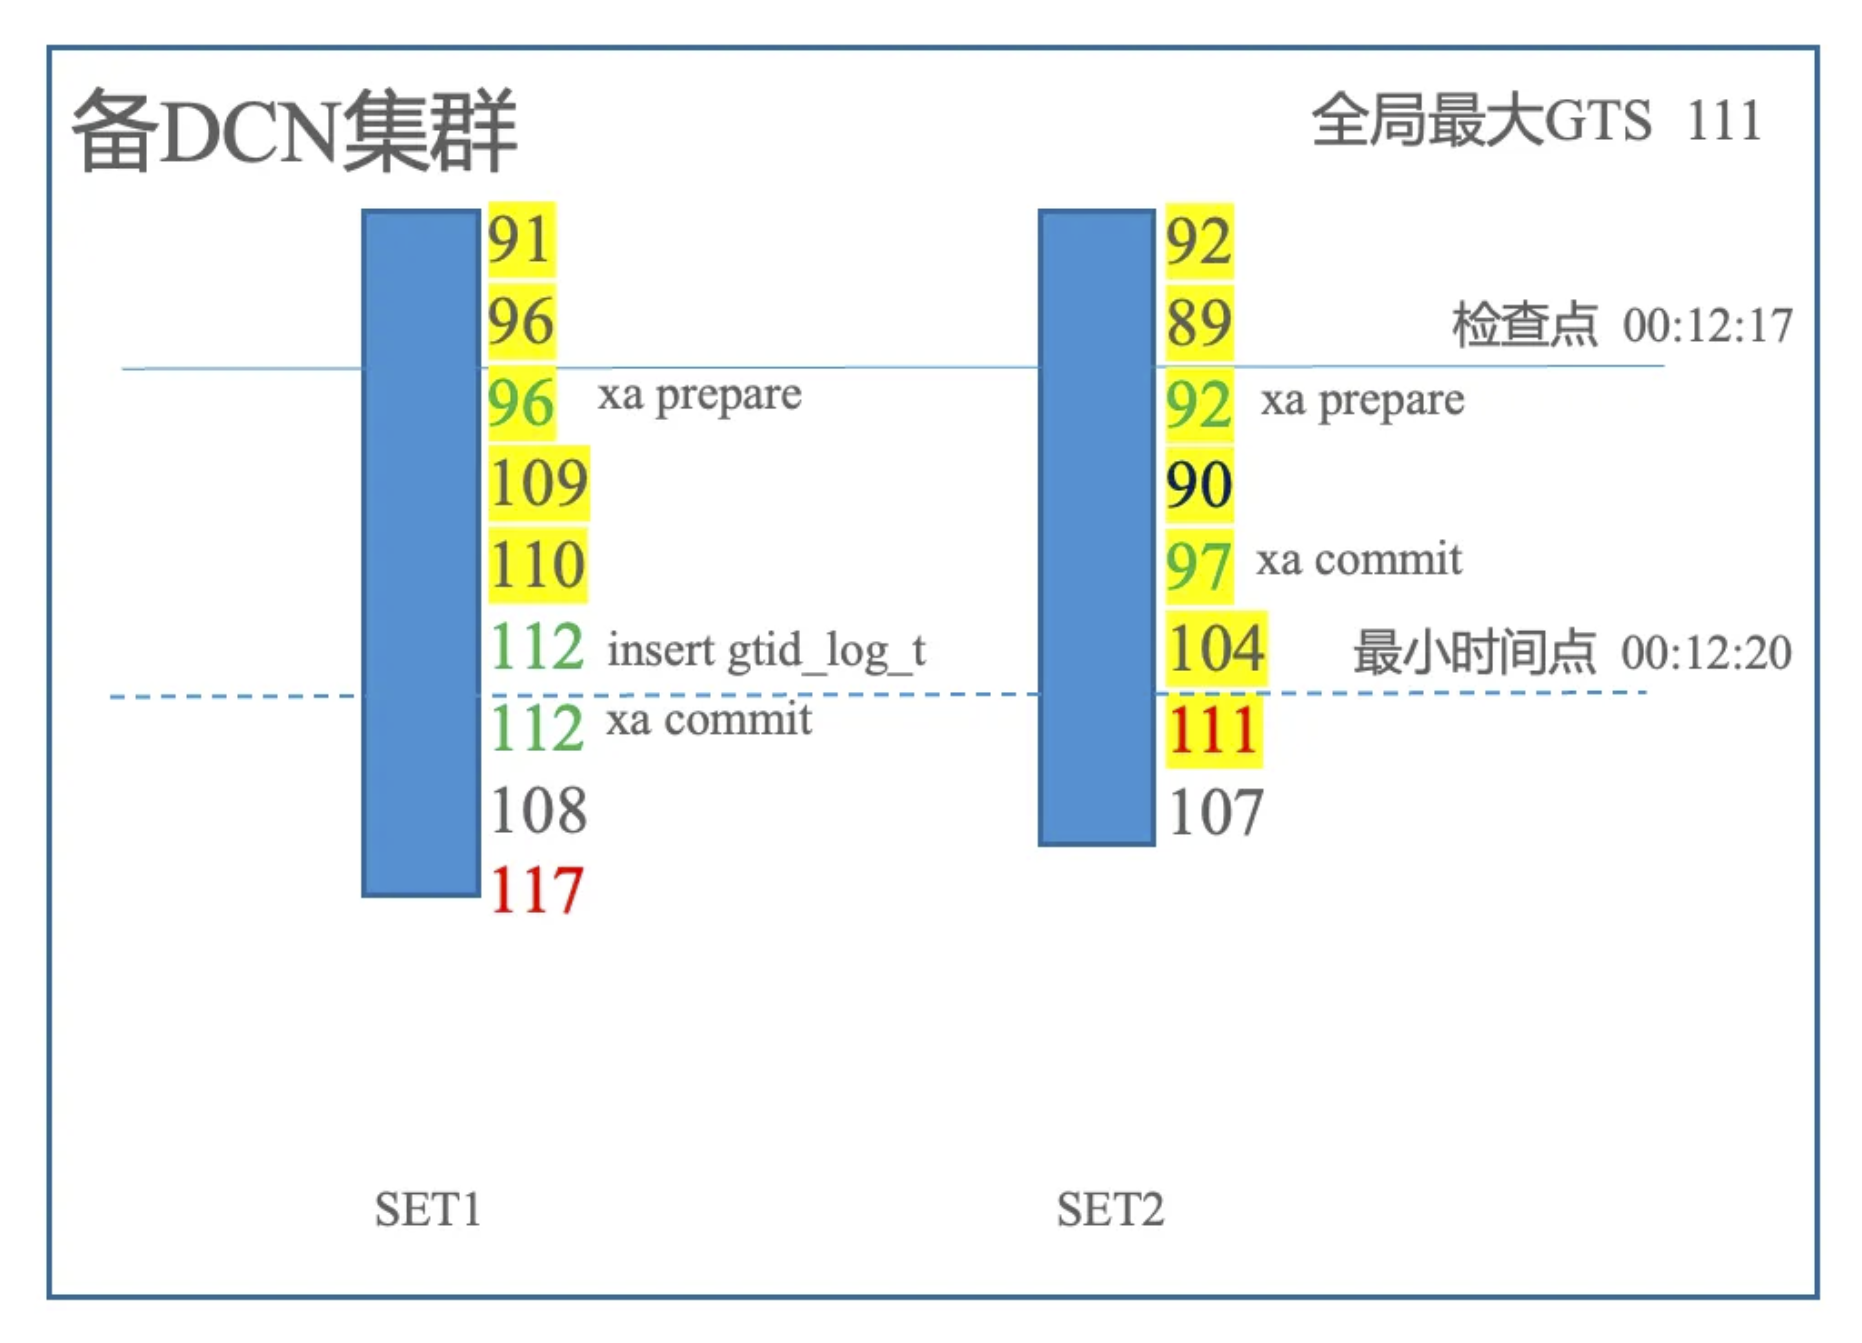 备DCN集群
全局最大GTS 111
91
92
96
89
检查点 00:12:17
96 xa prepare
92 xa prepare
109
90
110
97 xa commit
112 insert gtid_log_t
104
最小时间点 00:12:20
112 xa commit
111
108
107
117
SET1
SET2